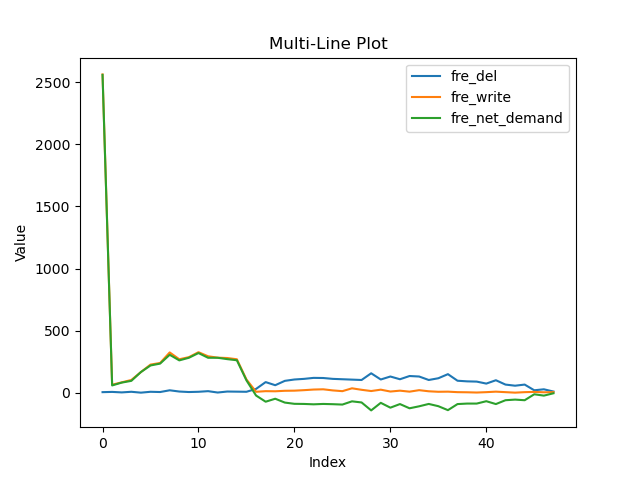 Multi-Line Plot
fre_del
fre_write
fre_net_demand
2500
2000
1500
1000
500
0
Value
0 10 20 30 40
Index